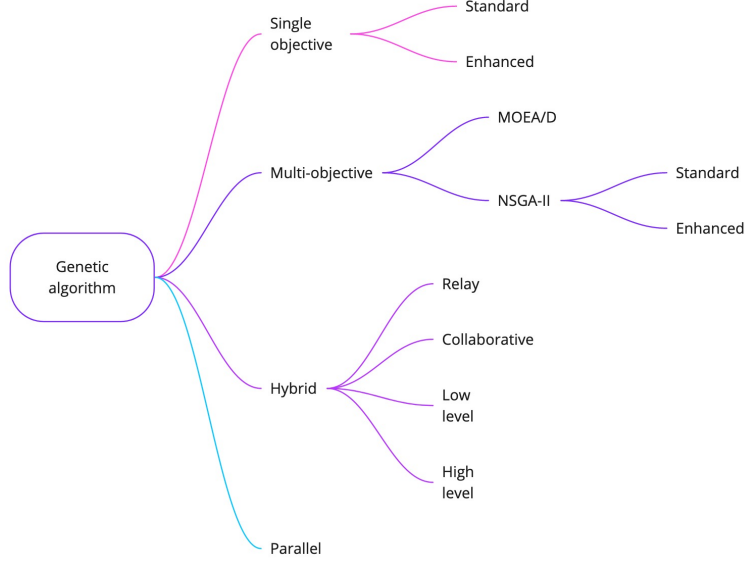 Genetic
algorithm
Single
objective
Standard
Enhanced
Multi-objective
MOEA/D
NSGA-II
Standard
Enhanced
Hybrid
Relay
Collaborative
Low
level
High
level
Parallel